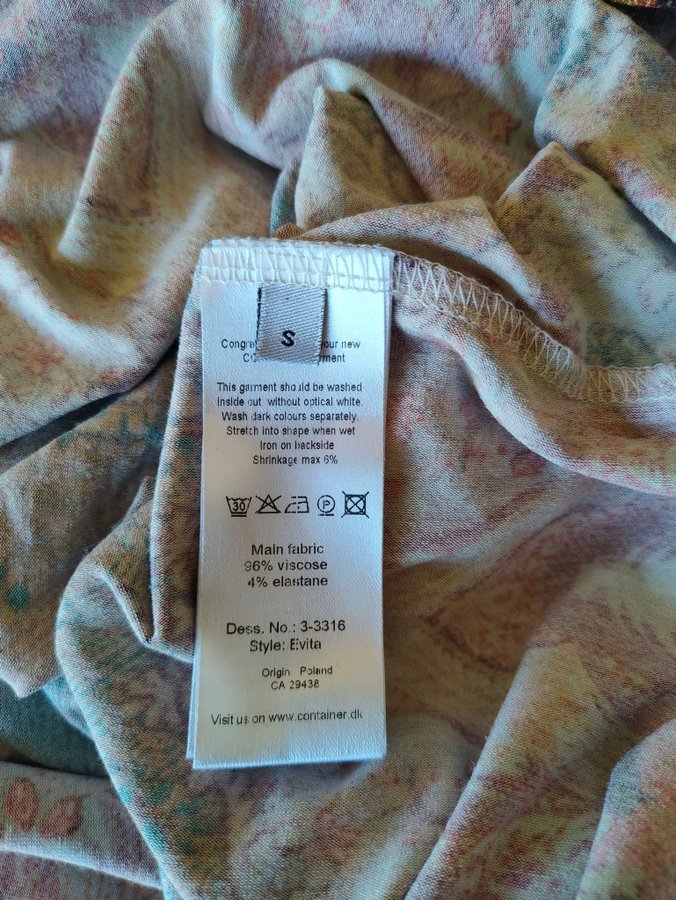 S
your new
This garment should be washed
inside out without optical white.
Wash dark colours separately.
Stretch into shape when wet
Iron on backside
Shrinkage max 6%
30 P
Main fabric
96% viscose
4% elastane
Dess. No.: 3-3316
Style: Evita
Origin Poland
CA 29438
Visit us on www.container.dk